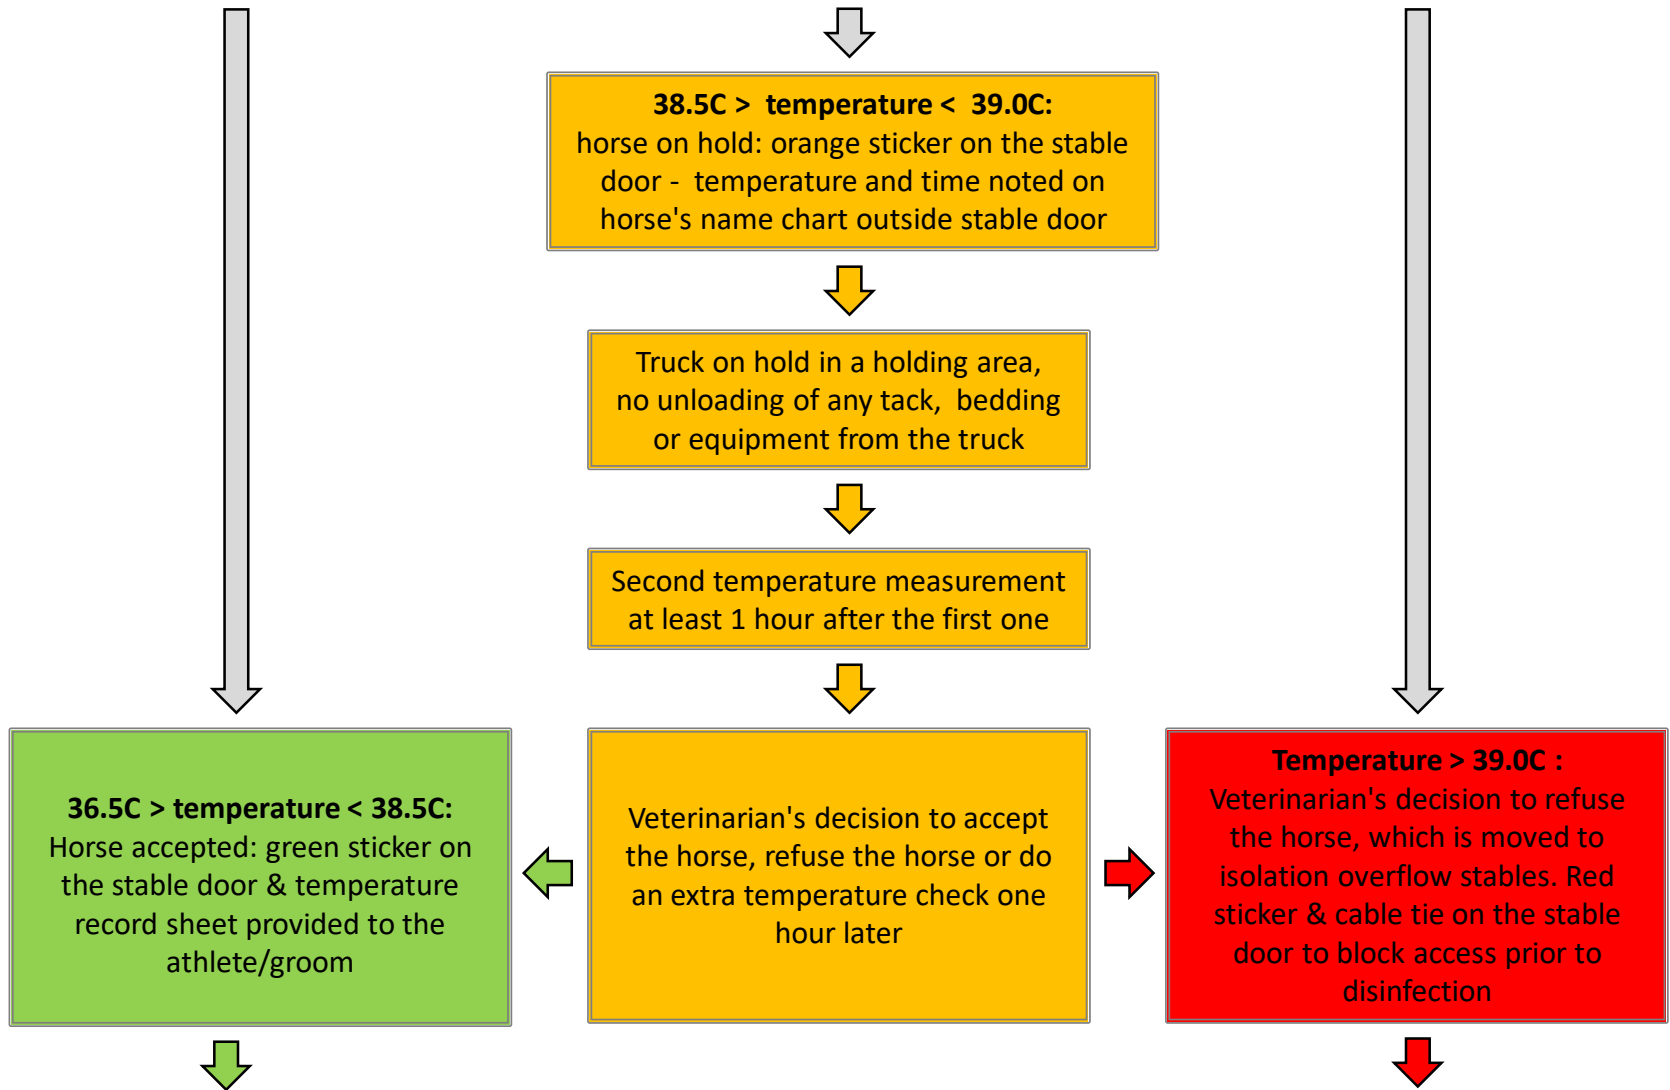 38.5C > temperature < 39.0C:
horse on hold: orange sticker on the stable
door - temperature and time noted on
horse's name chart outside stable door
Truck on hold in a holding area,
no unloading of any tack, bedding
or equipment from the truck
Second temperature measurement
at least 1 hour after the first one
36.5C > temperature < 38.5C:
Horse accepted: green sticker on
the stable door & temperature
record sheet provided to the
athlete/groom
Veterinarian's decision to accept
the horse, refuse the horse or do
an extra temperature check one
hour later
Temperature > 39.0C :
Veterinarian's decision to refuse
the horse, which is moved to
isolation overflow stables. Red
sticker & cable tie on the stable
door to block access prior to
disinfection